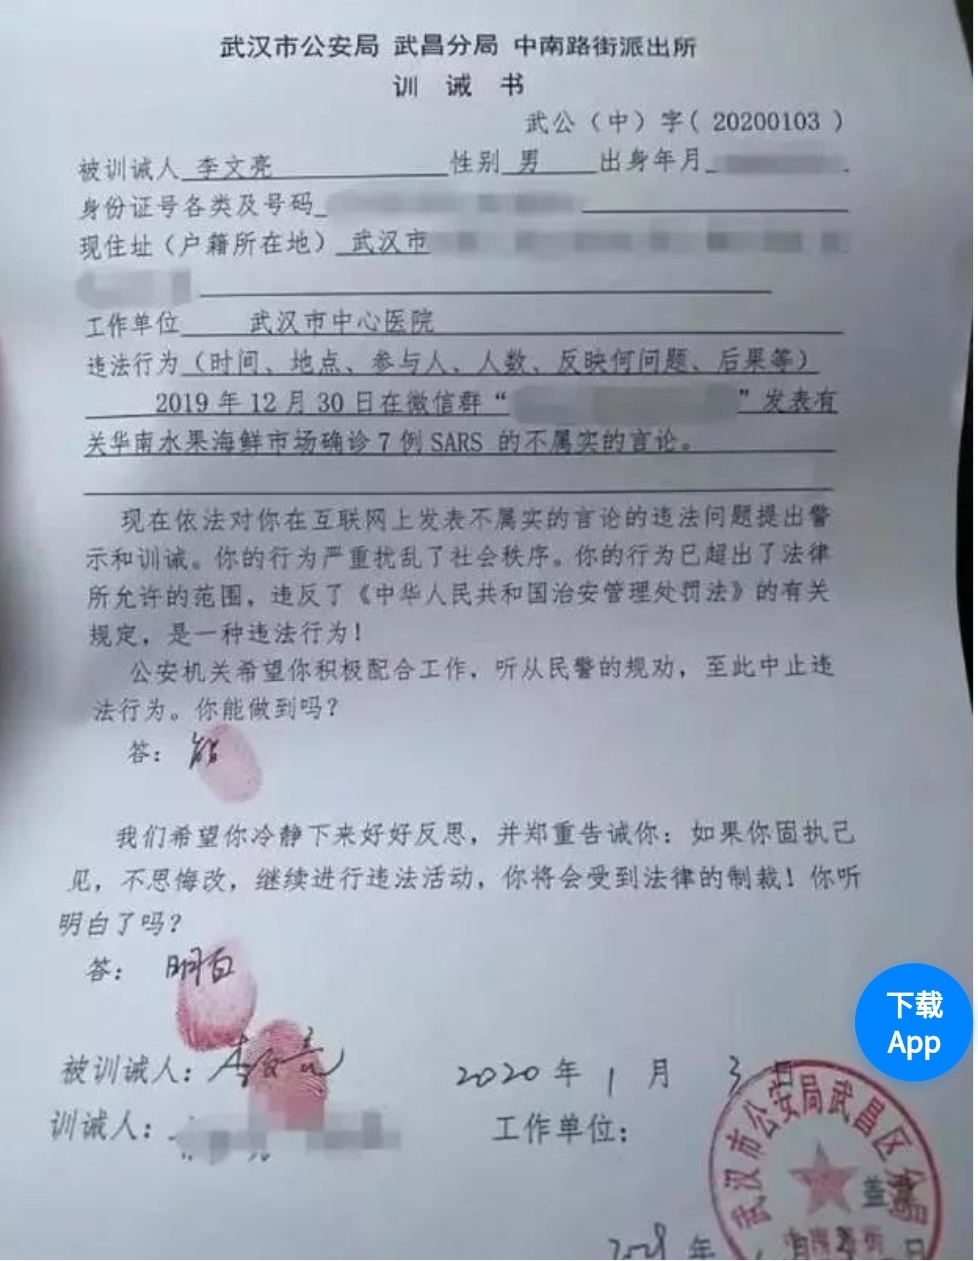 武汉市公安局 武昌分局 中南路街派出所
训 诫 书
武公（中）字( 20200103 )
被训诫人 李文亮 性别 男 出身年月
身份证号各类及号码
现住址（户籍所在地） 武汉市
工作单位 武汉市中心医院
违法行为（时间、地点、参与人、人数、反映何问题、后果等）
2019 年 12 月 30 日在微信群“ ”发表有
关华南水果海鲜市场确诊 7 例 SARS 的不属实的言论。
现在依法对你在互联网上发表不属实的言论的违法问题提出警
示和训诫。你的行为严重扰乱了社会秩序。你的行为已超出了法律
所允许的范围，违反了《中华人民共和国治安管理处罚法》的有关
规定，是一种违法行为！
公安机关希望你积极配合工作，听从民警的规劝，至此中止违
法行为。你能做到吗？
答：能
我们希望你冷静下来好好反思，并郑重告诫你：如果你固执己
见，不思悔改，继续进行违法活动，你将会受到法律的制裁！你听
明白了吗？
答： 明白
下载
App
被训诫人：李文亮 2020 年 1 月 3 日
训诫人： 工作单位：
武汉市公安局武昌区分局
盖章
年 月 日